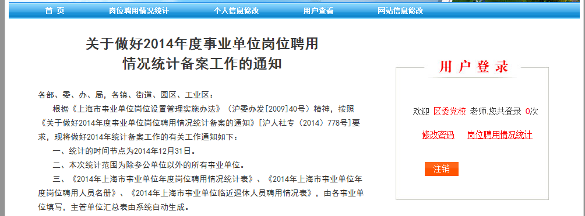 首 页 岗位聘用情况统计 个人信息修改 用户查看 网站信息修改
关于做好2014年度事业单位岗位聘用
情况统计备案工作的通知
各部、委、办、局，各镇、街道、园区、工业区：
根据《上海市事业单位岗位设置管理实施办法》（沪委办发[2009]40号）精神，按照
《关于做好2014年度事业单位岗位聘用情况统计备案的通知》[沪人社专（2014）778号]要
求，现将做好2014年统计备案工作的有关工作通知如下：
一、统计的时间节点为2014年12月31日。
二、本次统计范围为除参公单位以外的所有事业单位。
三、《2014年上海市事业单位年度岗位聘用情况统计表》、《2014年上海市事业单位年
度岗位聘用人员名册》、《2014年上海市事业单位临近退休人员聘用情况表》，由各事业单
位填写，主管单位汇总表由系统自动生成。
用 户 登 录
欢迎 区委党校 老师,您共登录 0次
修改密码 岗位聘用情况统计
注销